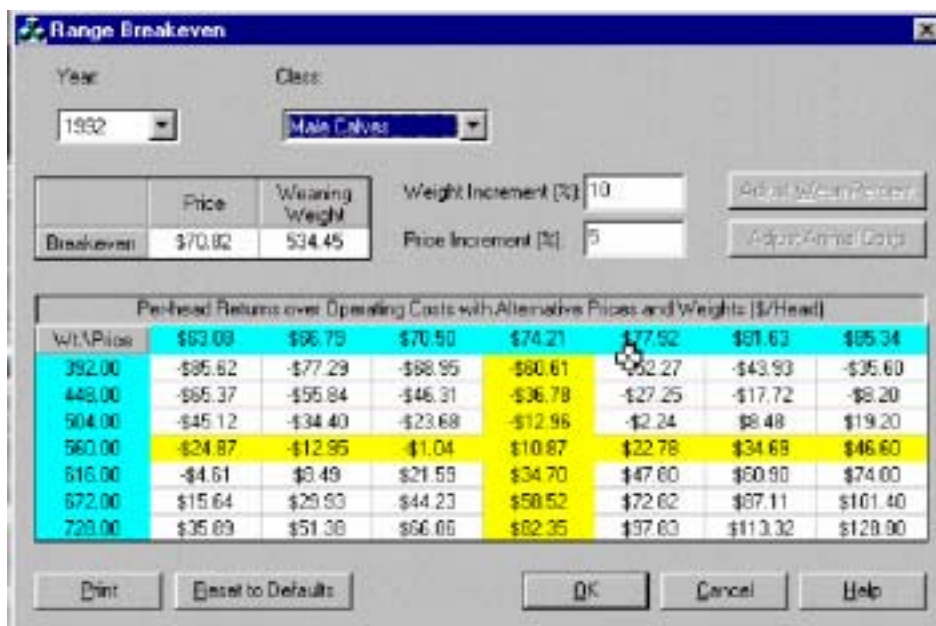 Range Breakeven
Year: Class:
1992 Male Calves
Price Weaning Weight
Breakeven $70.82 534.45
Weight Increment (%): 10
Price Increment (%): 5
Adjust Wean Percent
Adjust Animal Costs
Per-head Returns over Operating Costs with Alternative Prices and Weights ($/Head)
Wt.\Price $63.08 $66.79 $70.50 $74.21 $77.92 $81.63 $85.34
392.00 -$85.62 -$77.29 -$68.95 -$60.61 -$52.27 -$43.93 -$35.60
448.00 -$65.37 -$55.84 -$46.31 -$36.78 -$27.25 -$17.72 -$8.20
504.00 -$45.12 -$34.40 -$23.68 -$12.96 -$2.24 $8.48 $19.20
560.00 -$24.87 -$12.95 -$1.04 $10.87 $22.78 $34.69 $46.60
616.00 -$4.61 $8.49 $21.59 $34.70 $47.80 $60.90 $74.00
672.00 $15.64 $29.93 $44.23 $58.52 $72.82 $87.11 $101.40
728.00 $35.89 $51.38 $66.86 $82.35 $97.83 $113.32 $128.80
Print Reset to Defaults OK Cancel Help